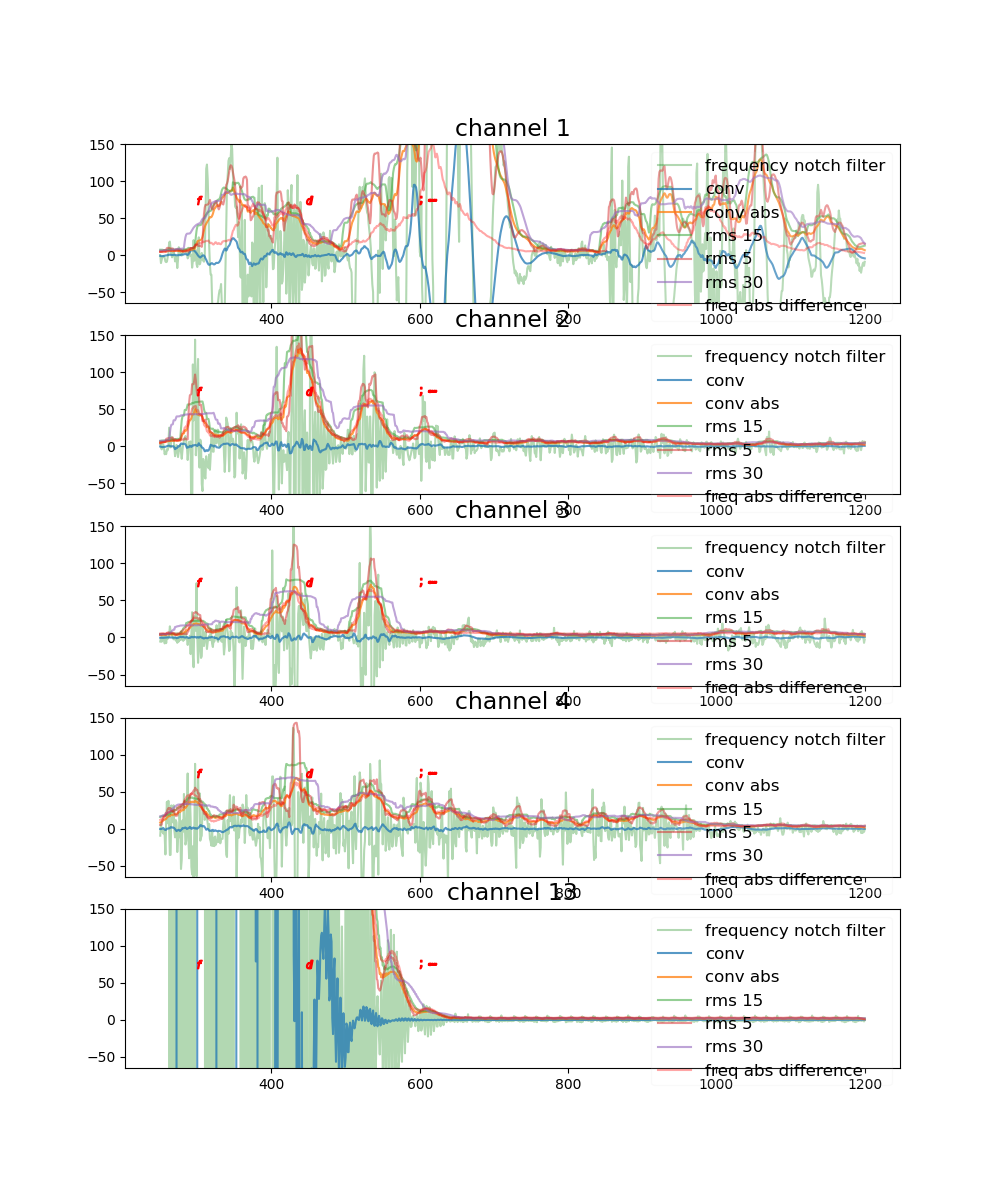 channel 1
150
100
50
0
−50
f
d
; -
frequency notch filter
conv
conv abs
rms 15
rms 5
rms 30
freq abs difference
400 600 800 1000 1200
channel 2
150
100
50
0
−50
f
d
; -
frequency notch filter
conv
conv abs
rms 15
rms 5
rms 30
freq abs difference
400 600 800 1000 1200
channel 3
150
100
50
0
−50
f
d
; -
frequency notch filter
conv
conv abs
rms 15
rms 5
rms 30
freq abs difference
400 600 800 1000 1200
channel 4
150
100
50
0
−50
f
d
; -
frequency notch filter
conv
conv abs
rms 15
rms 5
rms 30
freq abs difference
400 600 800 1000 1200
channel 13
150
100
50
0
−50
f
d
; -
frequency notch filter
conv
conv abs
rms 15
rms 5
rms 30
freq abs difference
400 600 800 1000 1200